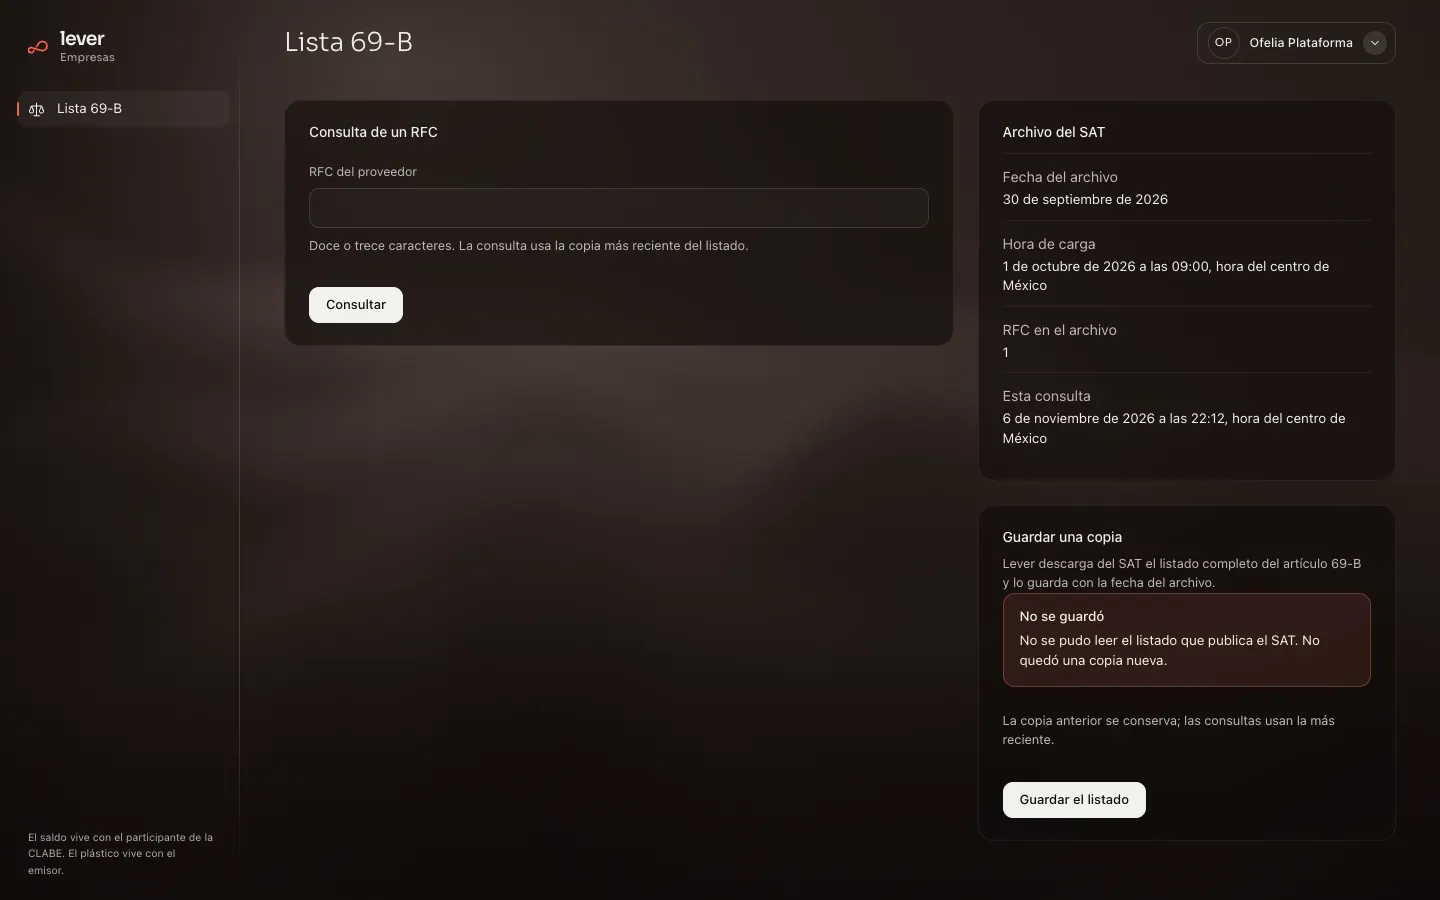 lever
Empresas
Lista 69-B
Lista 69-B
OP
Ofelia Plataforma
Consulta de un RFC
RFC del proveedor
Doce o trece caracteres. La consulta usa la copia más reciente del listado.
Consultar
Archivo del SAT
Fecha del archivo
30 de septiembre de 2026
Hora de carga
1 de octubre de 2026 a las 09:00, hora del centro de
México
RFC en el archivo
1
Esta consulta
6 de noviembre de 2026 a las 22:12, hora del centro de
México
Guardar una copia
Lever descarga del SAT el listado completo del artículo 69-B
y lo guarda con la fecha del archivo.
No se guardó
No se pudo leer el listado que publica el SAT. No
quedó una copia nueva.
La copia anterior se conserva; las consultas usan la más
reciente.
Guardar el listado
El saldo vive con el participante de la
CLABE. El plástico vive con el
emisor.